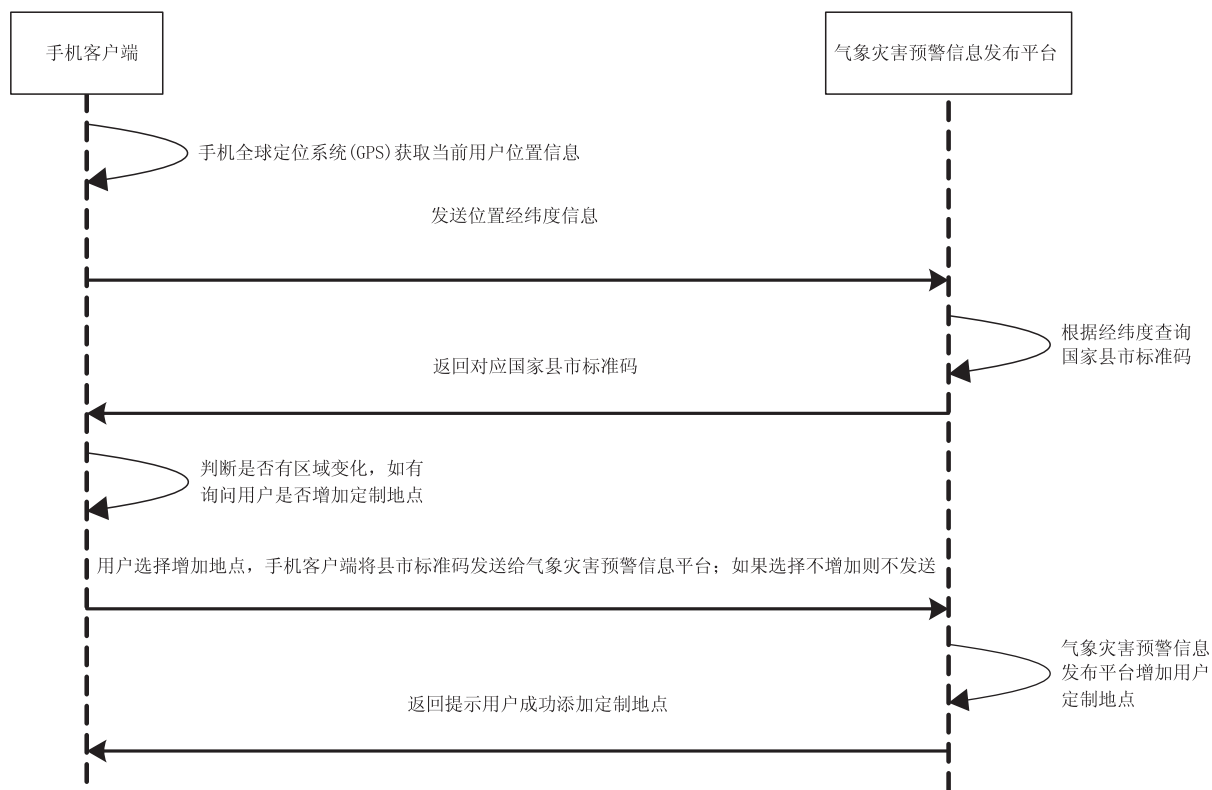 手机客户端
气象灾害预警信息发布平台
手机全球定位系统(GPS)获取当前用户位置信息
发送位置经纬度信息
根据经纬度查询
国家县市标准码
返回对应国家县市标准码
判断是否有区域变化，如有
询问用户是否增加定制地点
用户选择增加地点，手机客户端将县市标准码发送给气象灾害预警信息平台；如果选择不增加则不发送
气象灾害预警信息
发布平台增加用户
定制地点
返回提示用户成功添加定制地点